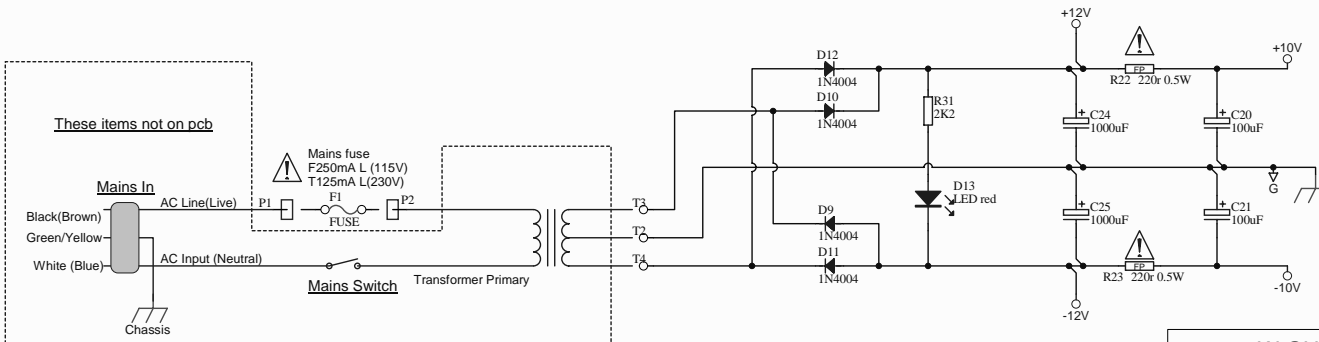 +12V
+10V
D12
1N4004
D10
1N4004
R22 220r 0.5W
FP
R31
2K2
C24
1000uF
C20
100uF
These items not on pcb
Mains fuse
F250mA L (115V)
T125mA L(230V)
Mains In
AC Line(Live)
P1
F1
FUSE
P2
T3
Black(Brown)
D13
LED red
G
D9
1N4004
C25
1000uF
C21
100uF
Green/Yellow
T2
White (Blue)
AC Input (Neutral)
Mains Switch
Transformer Primary
T4
D11
1N4004
FP
R23 220r 0.5W
-10V
-12V
Chassis